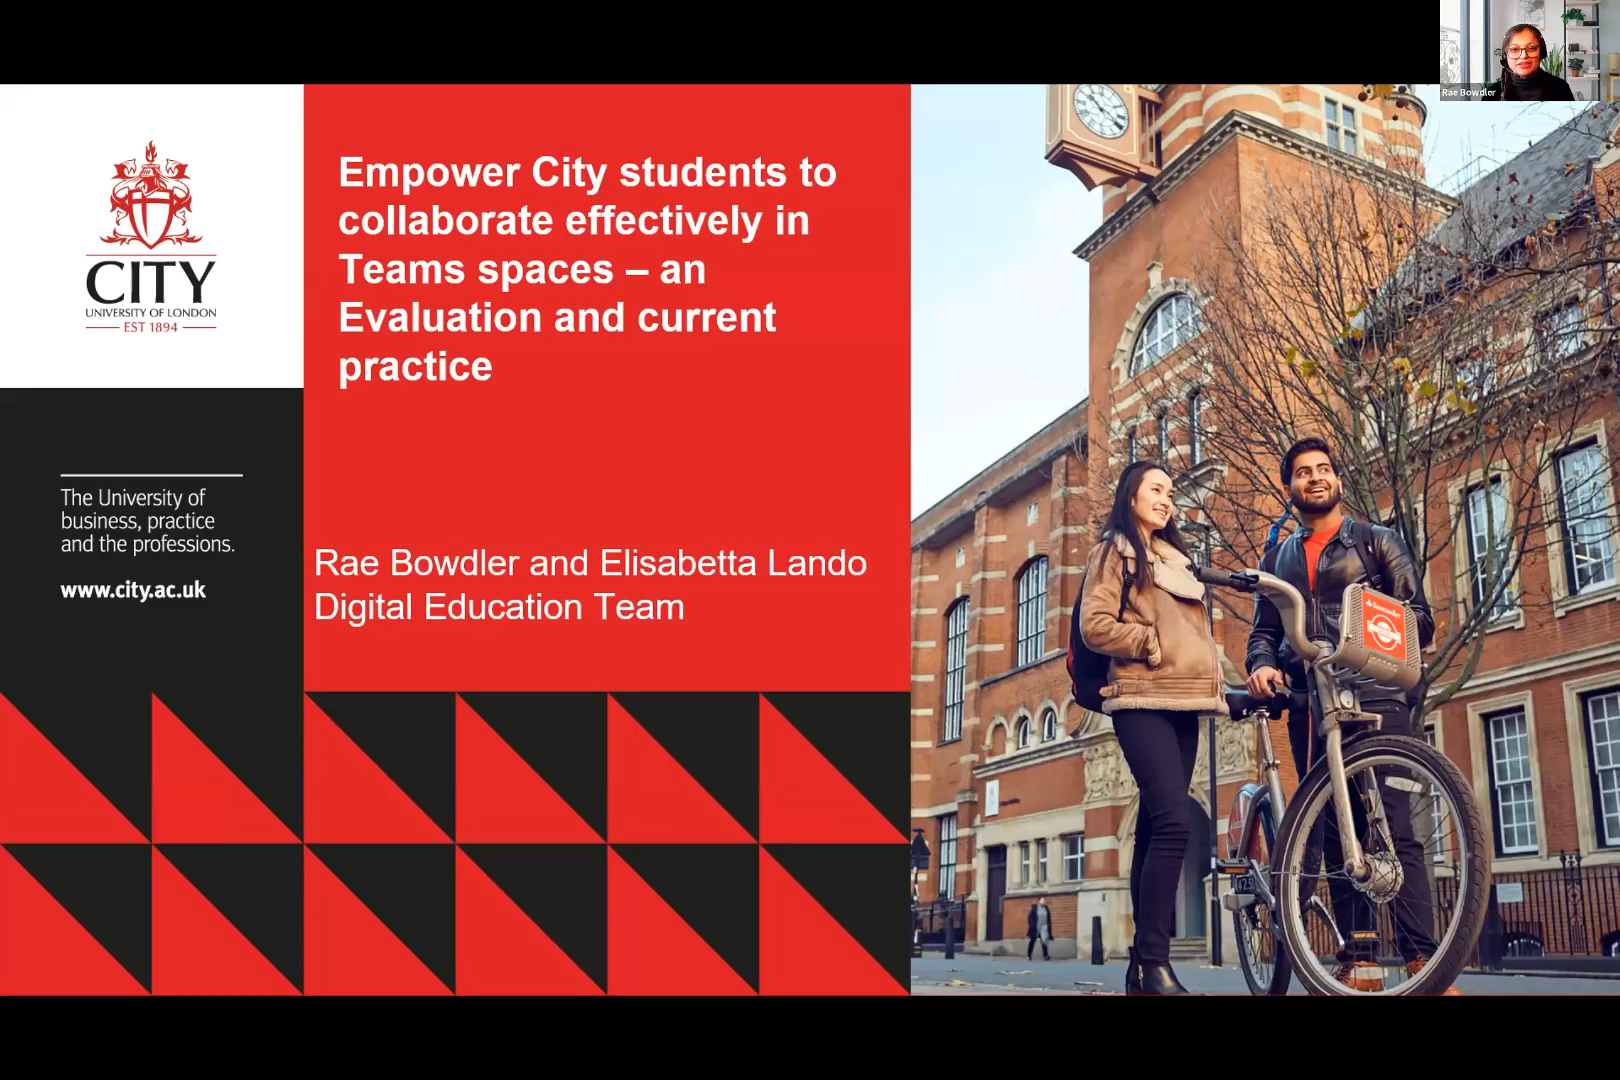 Rae Bowdler
CITY
UNIVERSITY OF LONDON
EST 1894
The University of
business, practice
and the professions.
www.city.ac.uk
Empower City students to
collaborate effectively in
Teams spaces – an
Evaluation and current
practice
Rae Bowdler and Elisabetta Lando
Digital Education Team
Santander